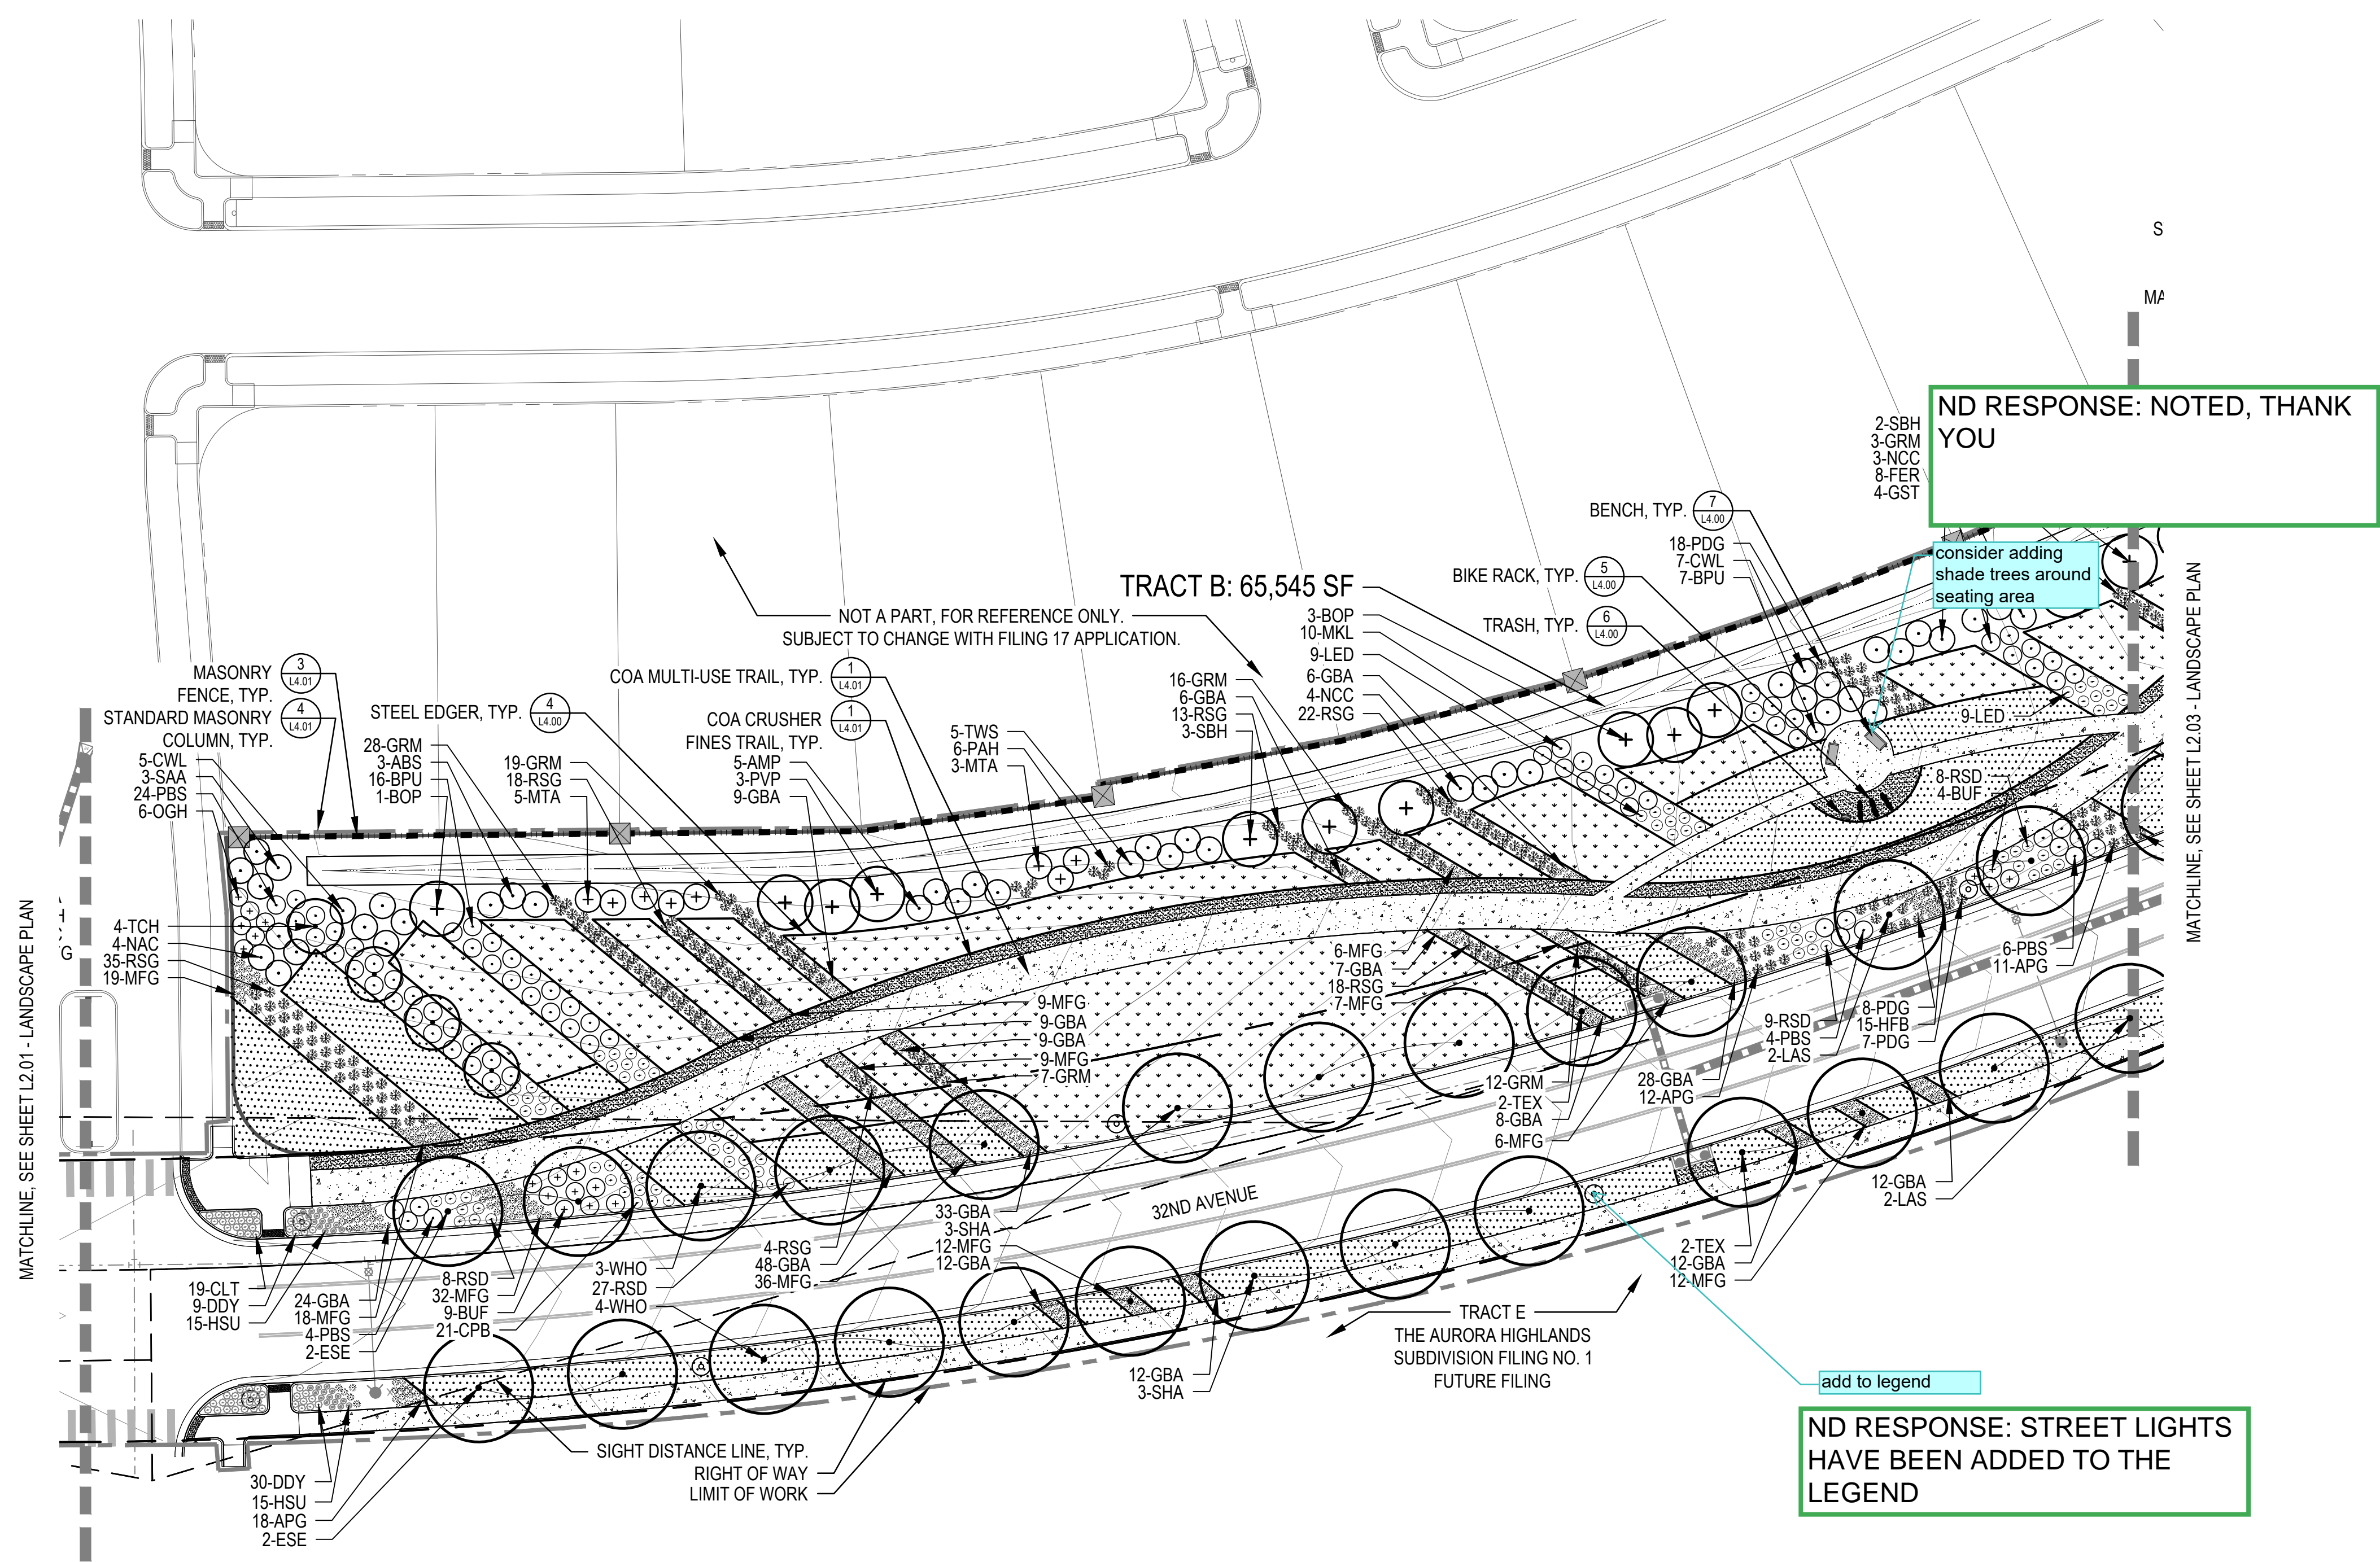 S
MA
ND RESPONSE: NOTED, THANK
YOU
2-SBH
3-GRM
3-NCC
8-FER
4-GST
consider adding
shade trees around
seating area
BENCH, TYP.
7
L4.00
18-PDG
7-CWL
7-BPU
BIKE RACK, TYP.
5
L4.00
TRASH, TYP.
6
L4.00
TRACT B: 65,545 SF
3-BOP
10-MKL
9-LED
6-GBA
4-NCC
22-RSG
NOT A PART, FOR REFERENCE ONLY.
SUBJECT TO CHANGE WITH FILING 17 APPLICATION.
16-GRM
6-GBA
13-RSG
3-SBH
MASONRY
FENCE, TYP.
3
L4.01
STANDARD MASONRY
COLUMN, TYP.
4
L4.01
5-CWL
3-SAA
24-PBS
6-OGH
STEEL EDGER, TYP.
4
L4.00
28-GRM
3-ABS
16-BPU
1-BOP
19-GRM
18-RSG
5-MTA
COA MULTI-USE TRAIL, TYP.
1
L4.01
COA CRUSHER
FINES TRAIL, TYP.
1
L4.01
5-AMP
3-PVP
9-GBA
5-TWS
6-PAH
3-MTA
9-LED
8-RSD
4-BUF
4-TCH
4-NAC
35-RSG
19-MFG
G
6-MFG
7-GBA
18-RSG
7-MFG
9-MFG
9-GBA
9-GBA
9-MFG
7-GRM
6-PBS
11-APG
8-PDG
15-HFB
7-PDG
9-RSD
4-PBS
2-LAS
28-GBA
12-APG
12-GRM
2-TEX
8-GBA
6-MFG
12-GBA
2-LAS
32ND AVENUE
33-GBA
3-SHA
12-MFG
12-GBA
4-RSG
48-GBA
36-MFG
3-WHO
27-RSD
4-WHO
8-RSD
32-MFG
9-BUF
21-CPB
19-CLT
9-DDY
15-HSU
24-GBA
18-MFG
4-PBS
2-ESE
2-TEX
12-GBA
12-MFG
TRACT E
THE AURORA HIGHLANDS
SUBDIVISION FILING NO. 1
FUTURE FILING
12-GBA
3-SHA
add to legend
ND RESPONSE: STREET LIGHTS
HAVE BEEN ADDED TO THE
LEGEND
SIGHT DISTANCE LINE, TYP.
RIGHT OF WAY
LIMIT OF WORK
30-DDY
15-HSU
18-APG
2-ESE
MATCHLINE, SEE SHEET L2.01 - LANDSCAPE PLAN
MATCHLINE, SEE SHEET L2.03 - LANDSCAPE PLAN